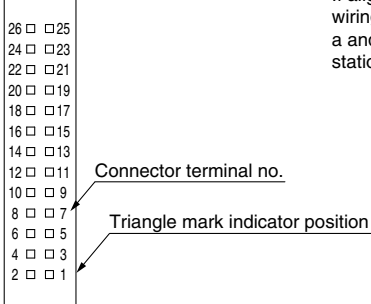 wiring
a and
station
26 25
24 23
22 21
20 19
18 17
16 15
14 13
12 11
10 9
8 7
6 5
4 3
2 1
Connector terminal no.
Triangle mark indicator position